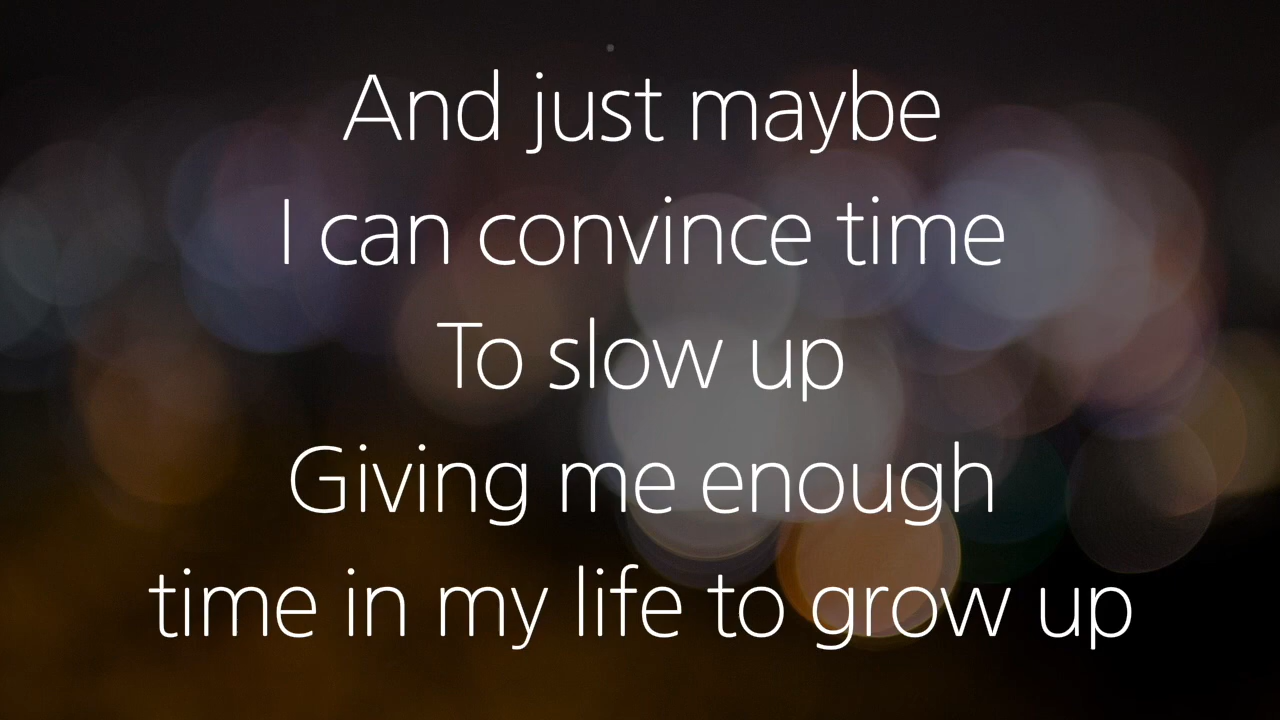 And just maybe
I can convince time
To slow up
Giving me enough
time in my life to grow up